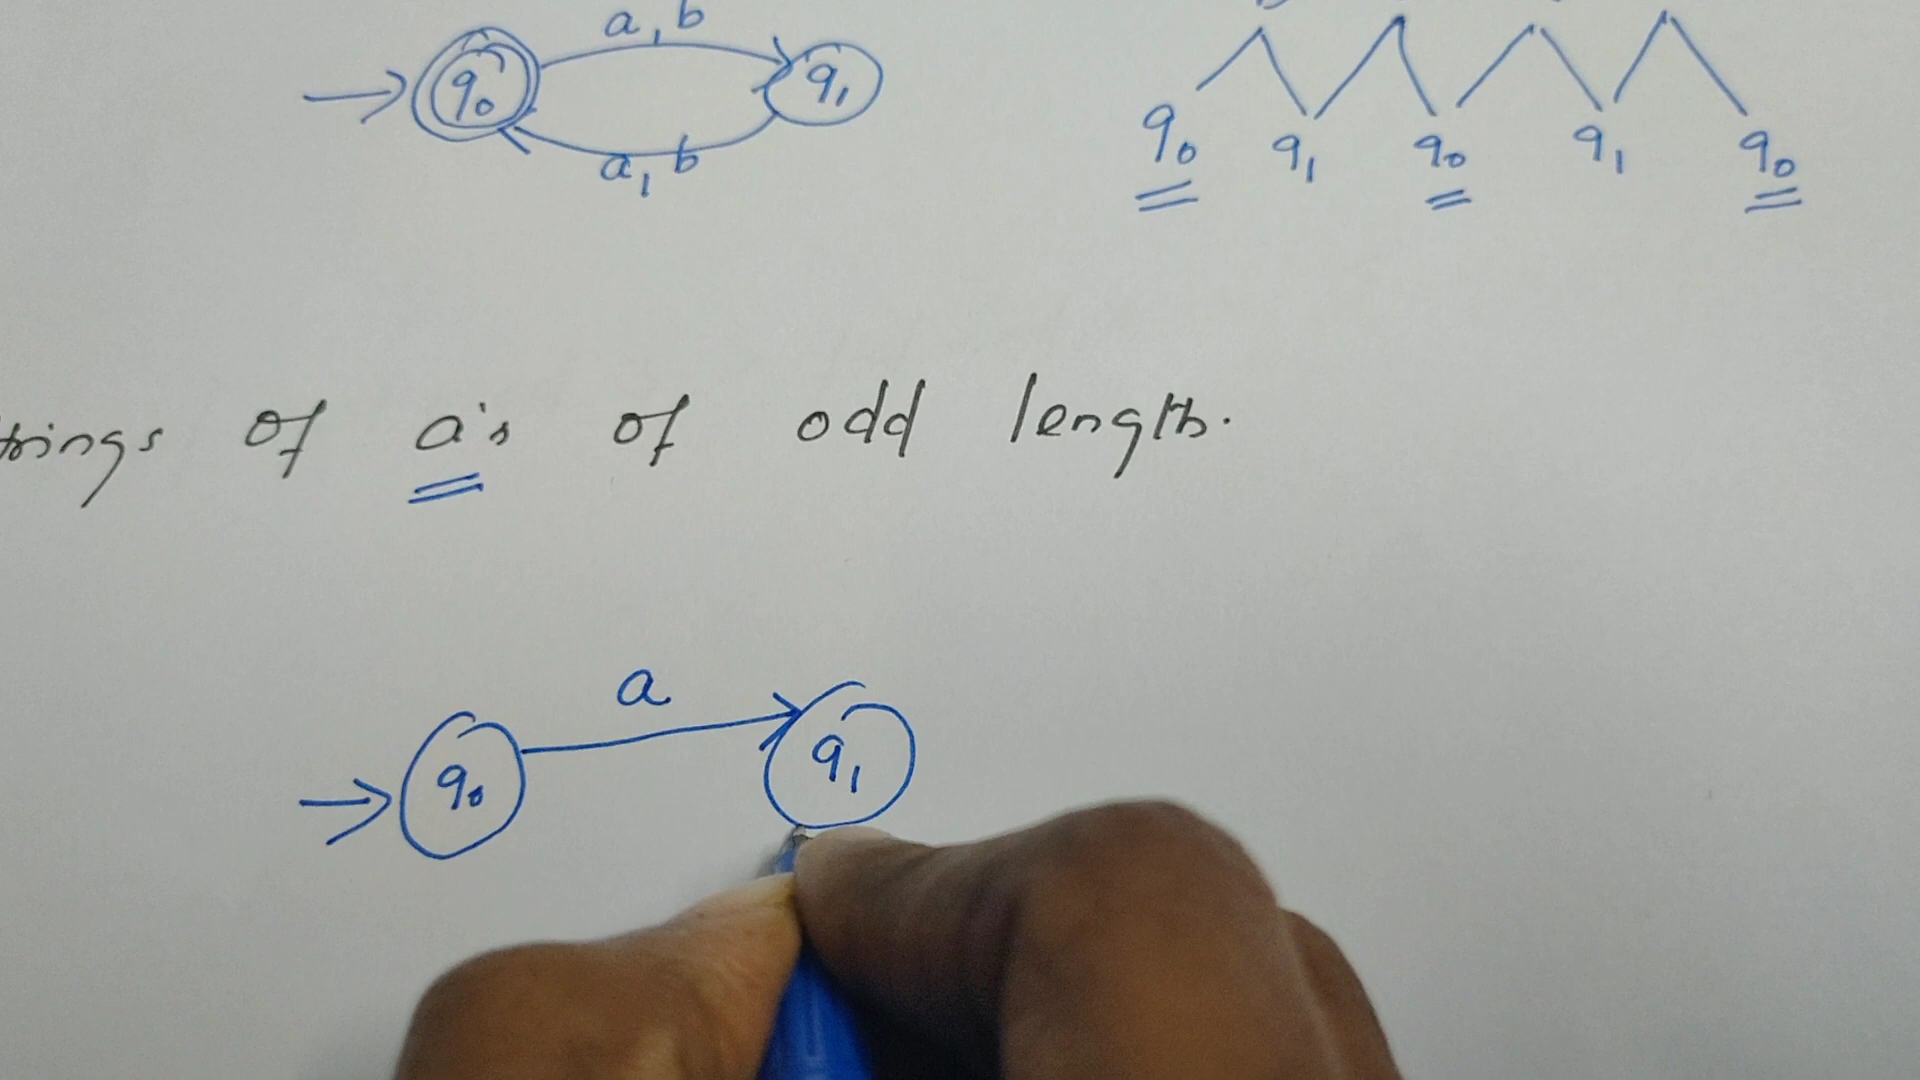 a, b
q0 q1
a, b
q0 q1 q0 q1 q0
of a's of odd length.
a
q0 q1